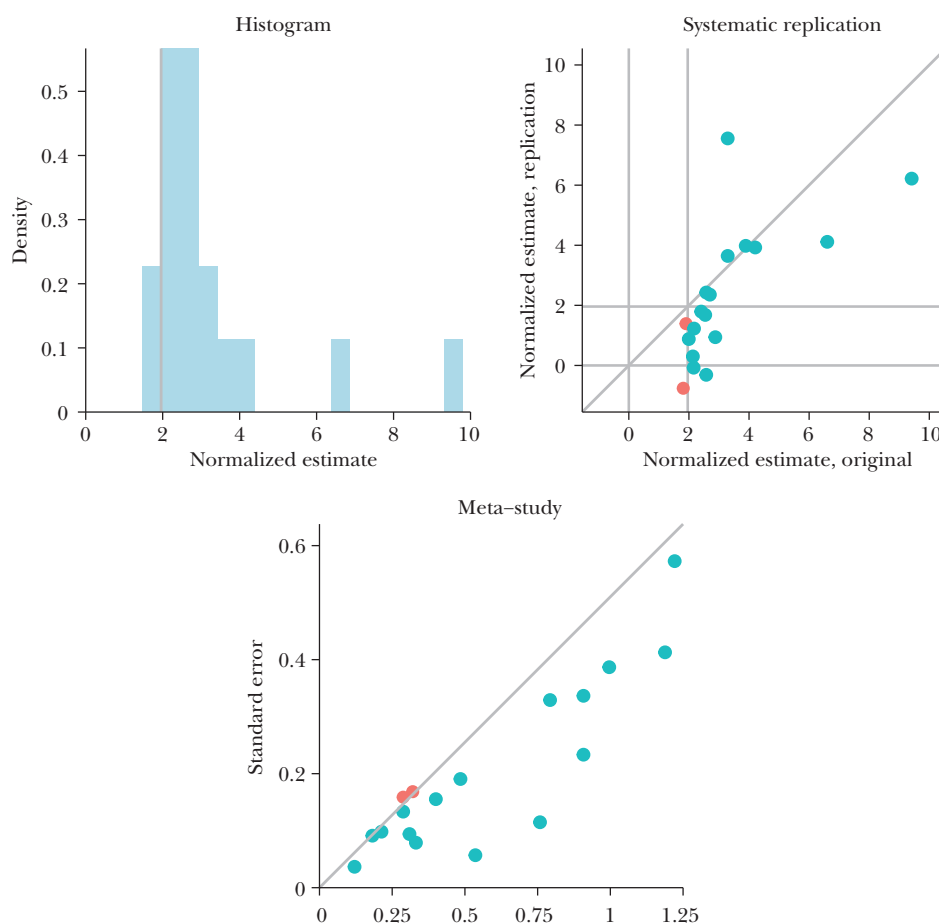 Histogram
Density
0.5
0.4
0.3
0.2
0.1
0
0 2 4 6 8 10
Normalized estimate
Systematic replication
Normalized estimate, replication
10
8
6
4
2
0
0 2 4 6 8 10
Normalized estimate, original
Meta–study
Standard error
0.6
0.4
0.2
0
0 0.25 0.5 0.75 1 1.25